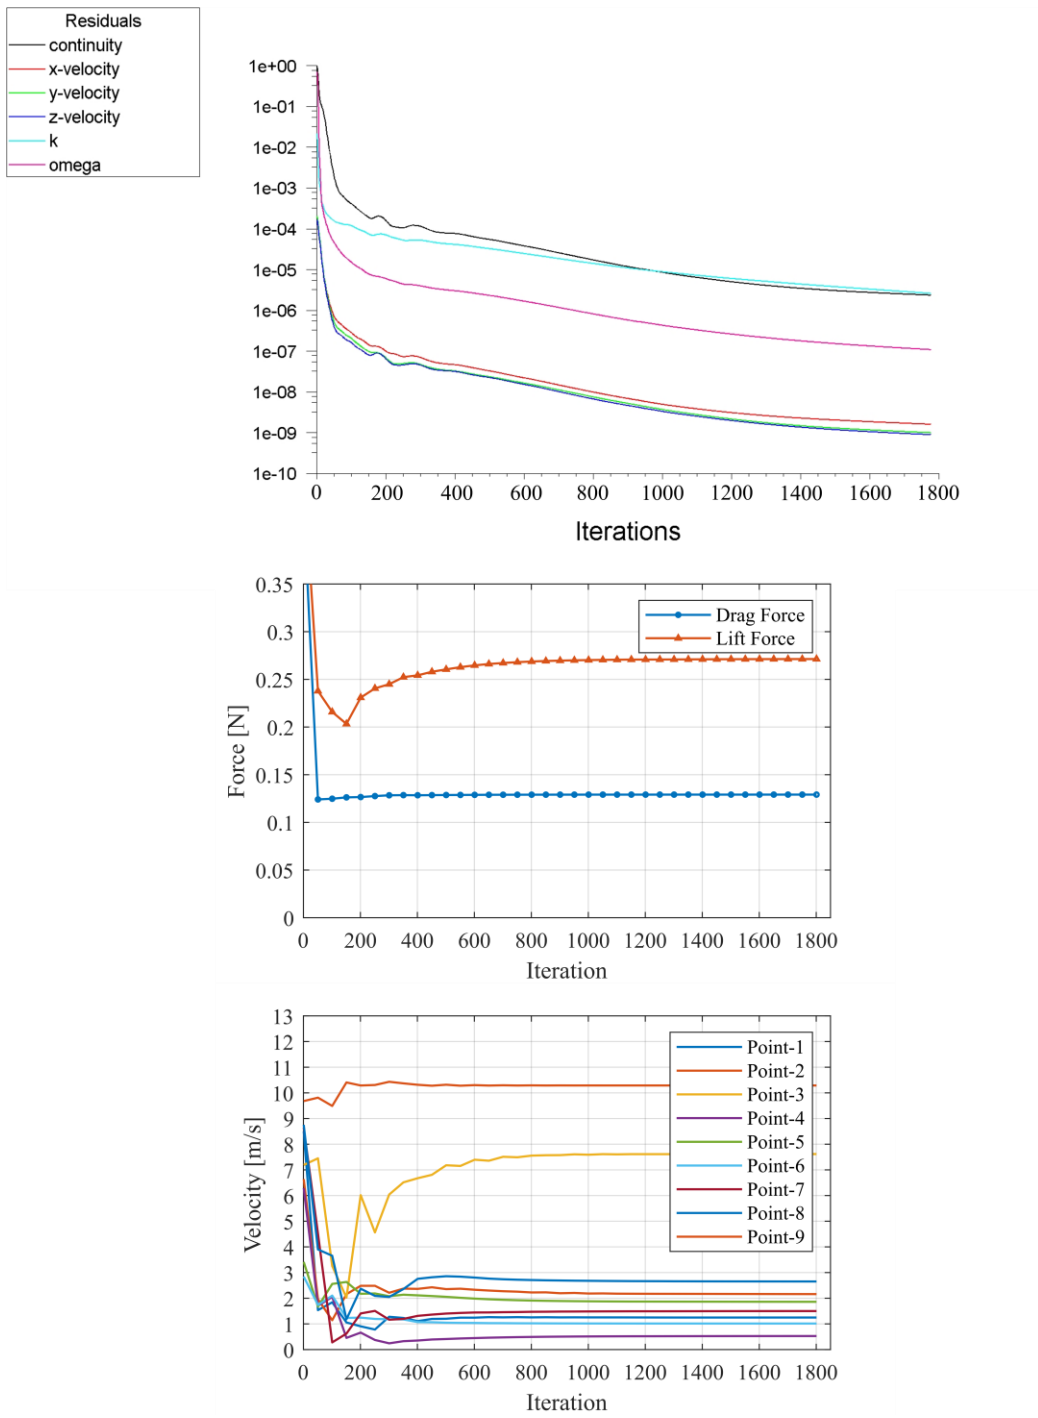 Residuals
continuity
x-velocity
y-velocity
z-velocity
k
omega
1e+00
1e-01
1e-02
1e-03
1e-04
1e-05
1e-06
1e-07
1e-08
1e-09
1e-10
0 200 400 600 800 1000 1200 1400 1600 1800
Iterations
0.35
0.3
0.25
0.2
0.15
0.1
0.05
0
Force [N]
Drag Force
Lift Force
0 200 400 600 800 1000 1200 1400 1600 1800
Iteration
13
12
11
10
9
8
7
6
5
4
3
2
1
0
Velocity [m/s]
Point-1
Point-2
Point-3
Point-4
Point-5
Point-6
Point-7
Point-8
Point-9
0 200 400 600 800 1000 1200 1400 1600 1800
Iteration